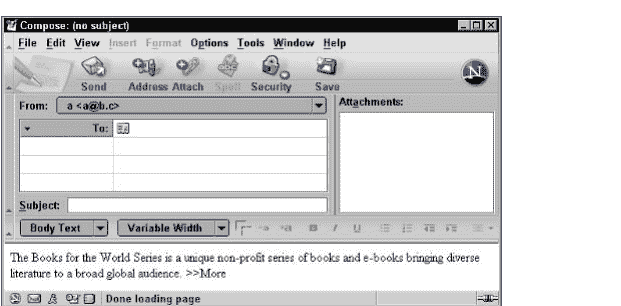 Compose: (no subject)
File Edit View Insert Format Options Tools Window Help
Send Address Attach Spell Security Save
N
From: a <a@b.c>
Attachments:
To:
Subject:
Body Text Variable Width
The Books for the World Series is a unique non-profit series of books and e-books bringing diverse
literature to a broad global audience. >>More
Done loading page